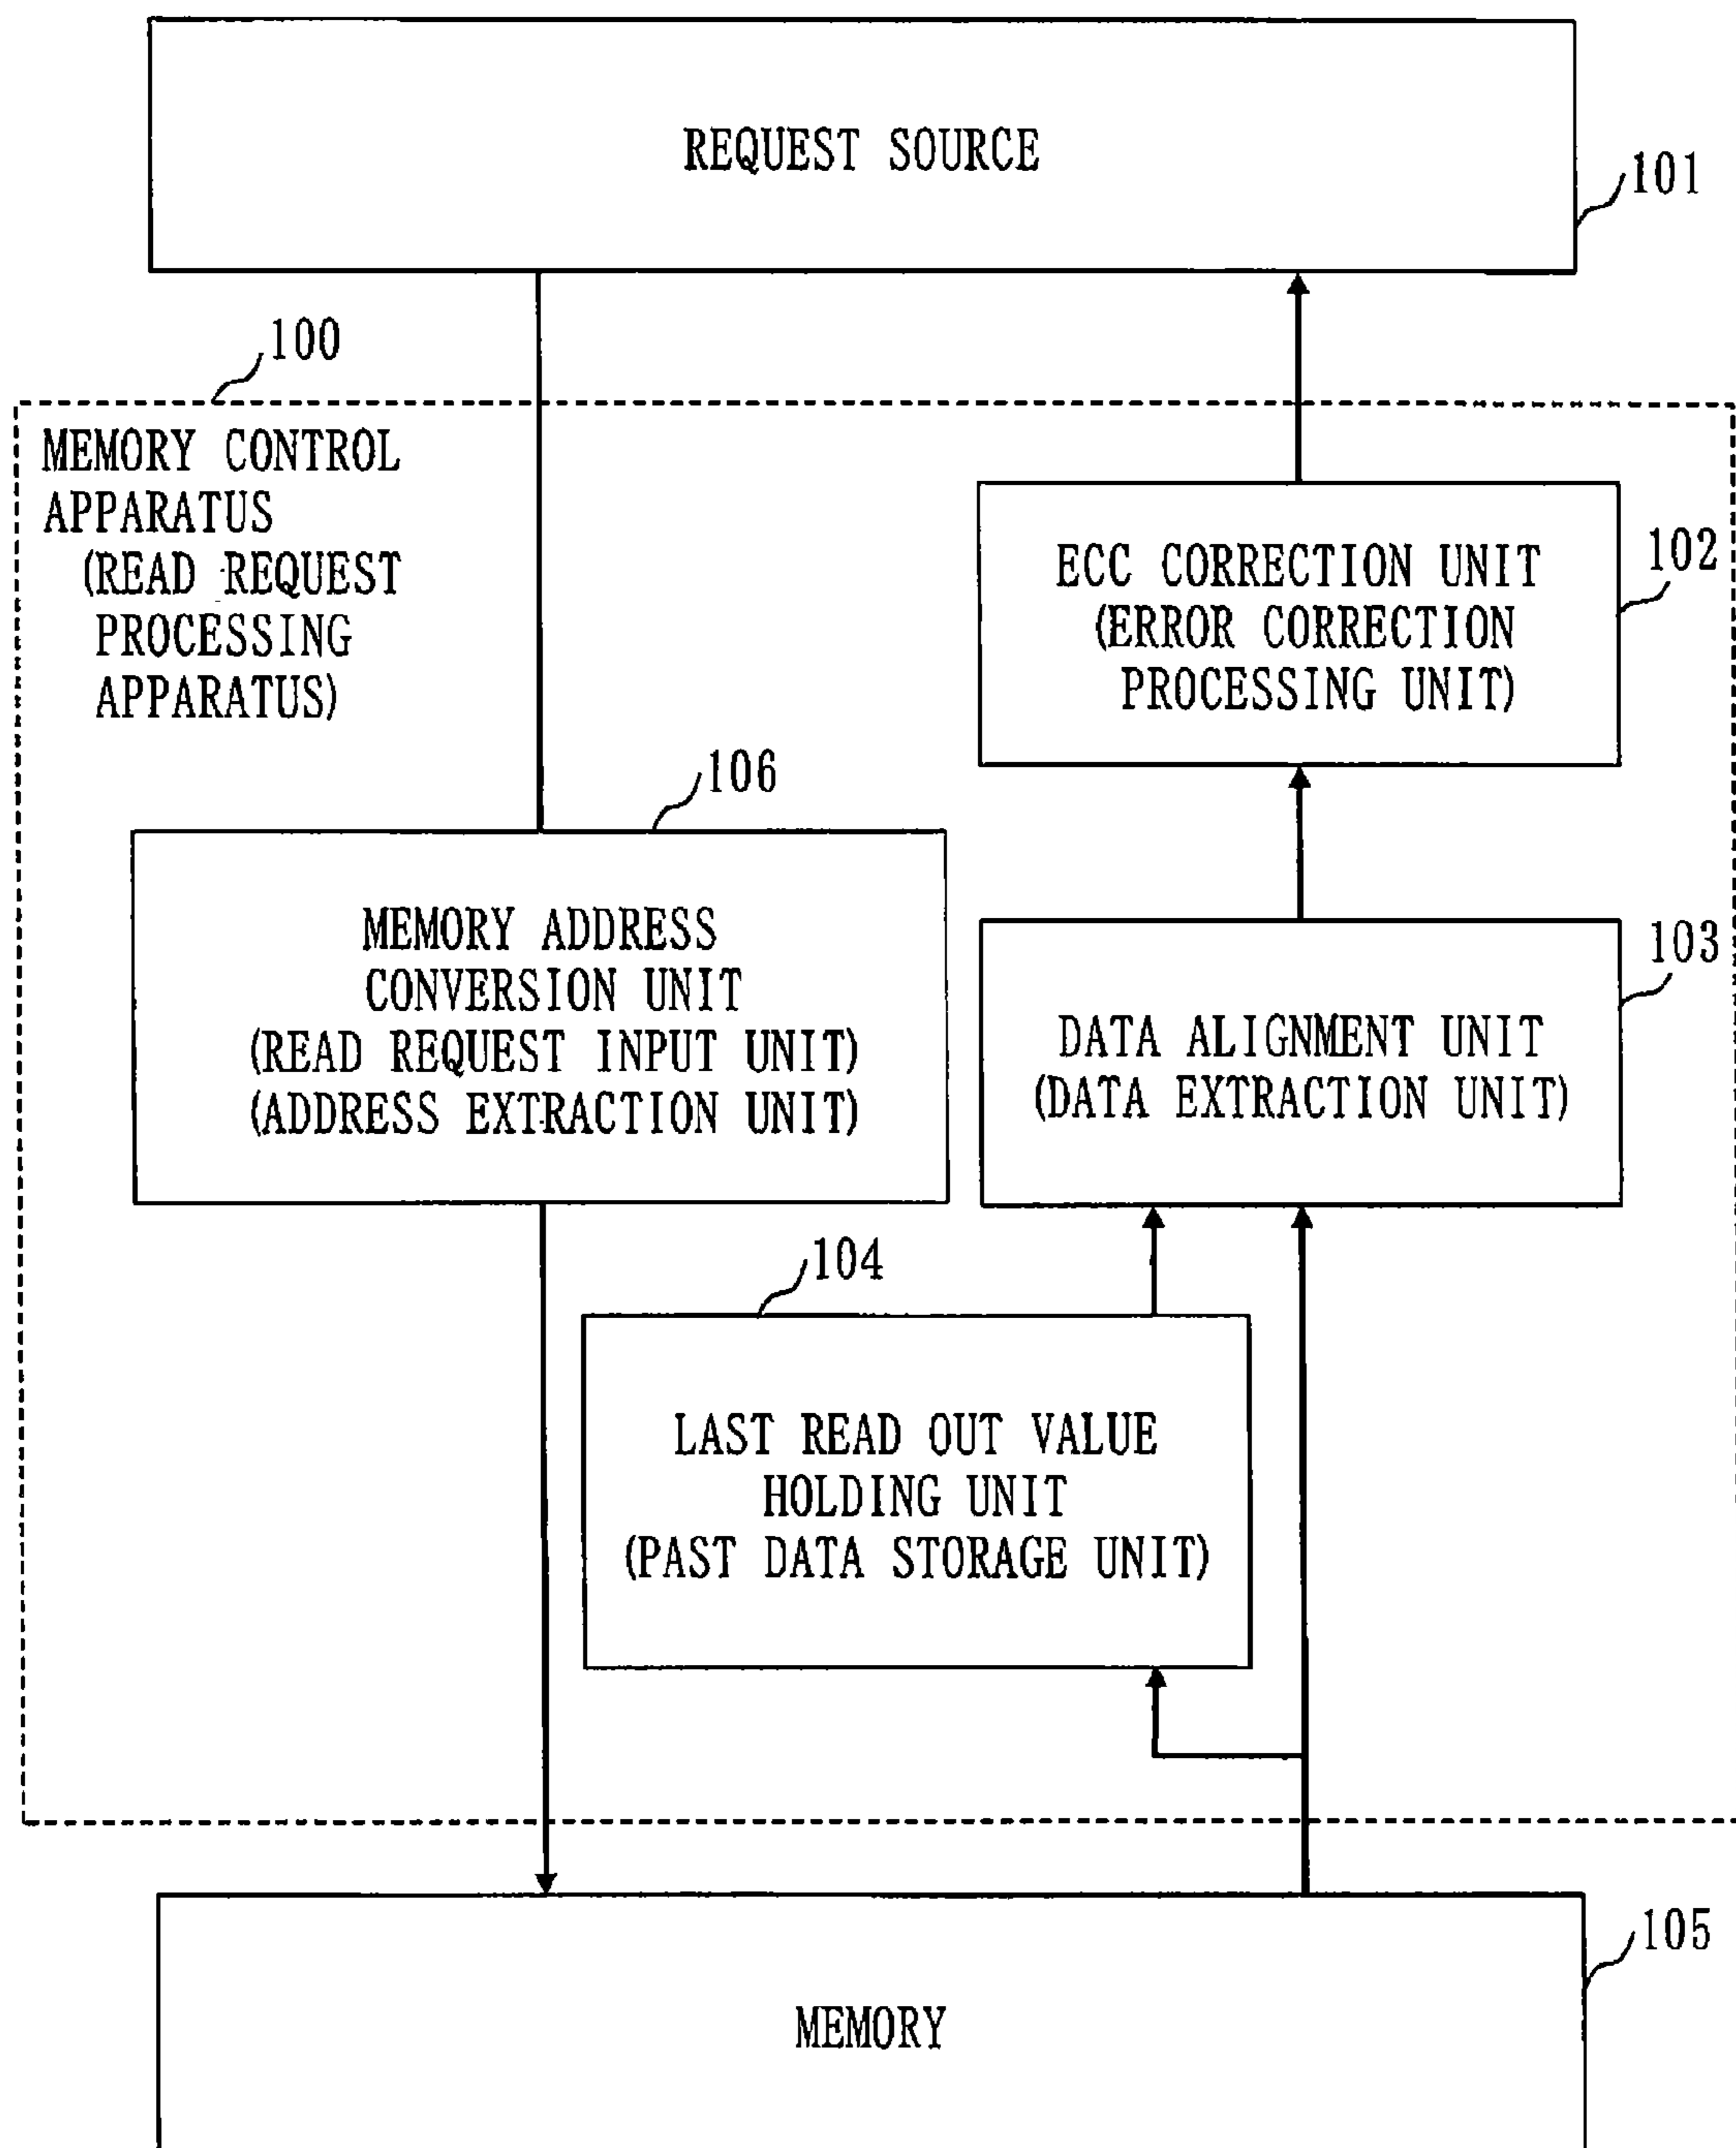 REQUEST SOURCE
101
100
MEMORY CONTROL
APPARATUS
(READ REQUEST
PROCESSING
APPARATUS)
ECC CORRECTION UNIT
(ERROR CORRECTION
PROCESSING UNIT)
102
106
MEMORY ADDRESS
CONVERSION UNIT
(READ REQUEST INPUT UNIT)
(ADDRESS EXTRACTION UNIT)
103
DATA ALIGNMENT UNIT
(DATA EXTRACTION UNIT)
104
LAST READ OUT VALUE
HOLDING UNIT
(PAST DATA STORAGE UNIT)
105
MEMORY